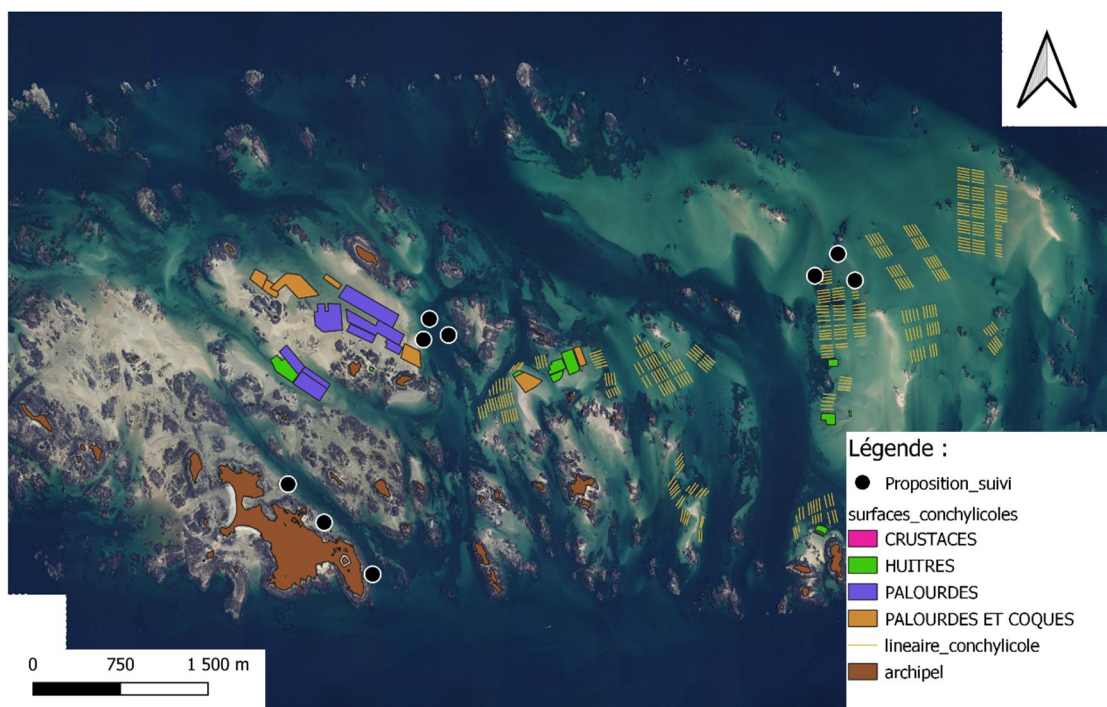 Légende :
Proposition_suivi
surfaces_conchylicoles
CRUSTACES
HUITRES
PALOURDES
PALOURDES ET COQUES
lineaire_conchylicole
archipel
0 750 1 500 m